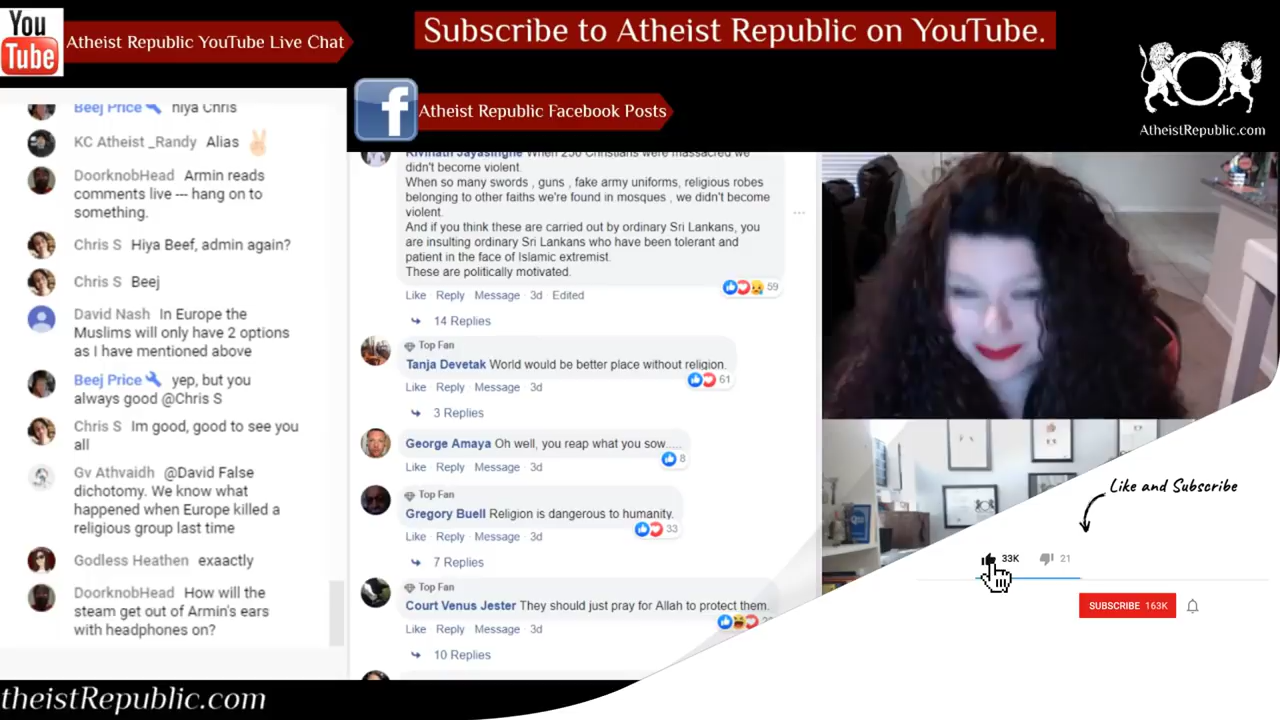 You
Tube
Atheist Republic YouTube Live Chat
Subscribe to Atheist Republic on YouTube.
AtheistRepublic.com
Atheist Republic Facebook Posts
Beej Price hiya Chris
KC Atheist _Randy Alias
DoorknobHead Armin reads
comments live --- hang on to
something.
Chris S Hiya Beef, admin again?
Chris S Beej
David Nash In Europe the
Muslims will only have 2 options
as I have mentioned above
Beej Price yep, but you
always good @Chris S
Chris S Im good, good to see you
all
Gv Athvaidh @David False
dichotomy. We know what
happened when Europe killed a
religious group last time
Godless Heathen exaactly
DoorknobHead How will the
steam get out of Armin's ears
with headphones on?
Rivinath Jayasinghe When 250 Christians were massacred we
didn't become violent.
When so many swords , guns , fake army uniforms, religious robes
belonging to other faiths we're found in mosques , we didn't become
violent.
And if you think these are carried out by ordinary Sri Lankans, you
are insulting ordinary Sri Lankans who have been tolerant and
patient in the face of Islamic extremist.
These are politically motivated.
59
Like Reply Message 3d Edited
14 Replies
Top Fan
Tanja Devetak World would be better place without religion.
61
Like Reply Message 3d
3 Replies
George Amaya Oh well, you reap what you sow.....
8
Like Reply Message 3d
Top Fan
Gregory Buell Religion is dangerous to humanity.
33
Like Reply Message 3d
7 Replies
Top Fan
Court Venus Jester They should just pray for Allah to protect them.
Like Reply Message 3d
10 Replies
Like and Subscribe
33K 21
SUBSCRIBE 163K
theistRepublic.com